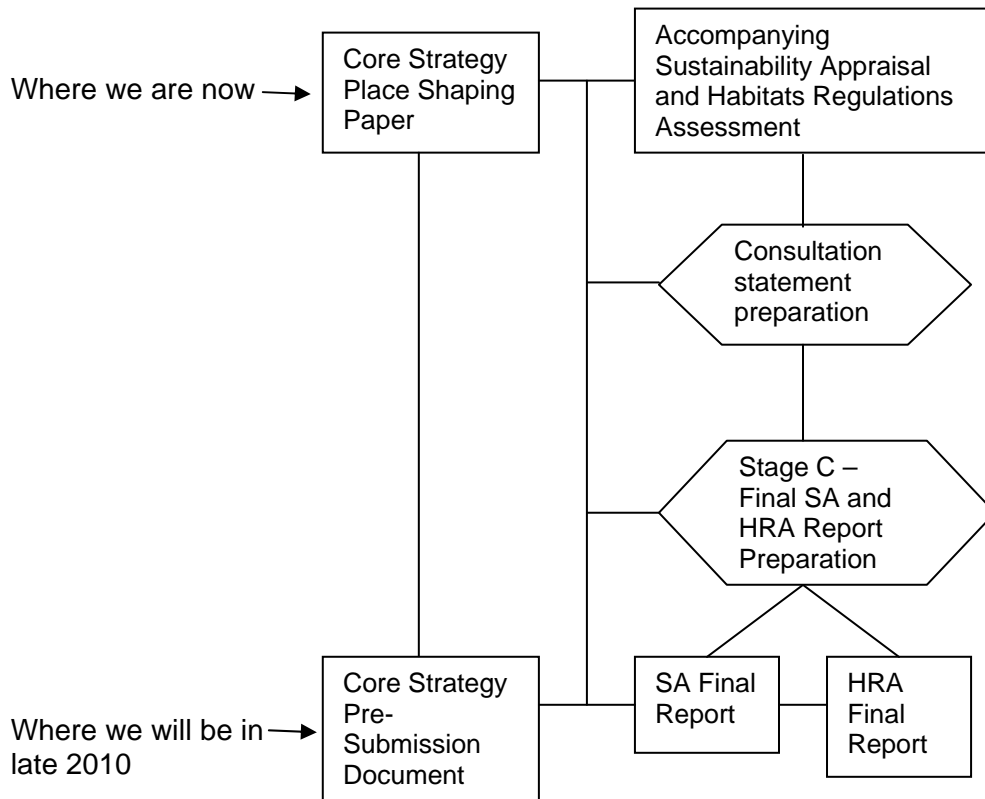 Where we are now
Core Strategy
Place Shaping
Paper
Accompanying
Sustainability Appraisal
and Habitats Regulations
Assessment
Consultation
statement
preparation
Stage C –
Final SA and
HRA Report
Preparation
Where we will be in
late 2010
Core Strategy
Pre-
Submission
Document
SA Final
Report
HRA
Final
Report